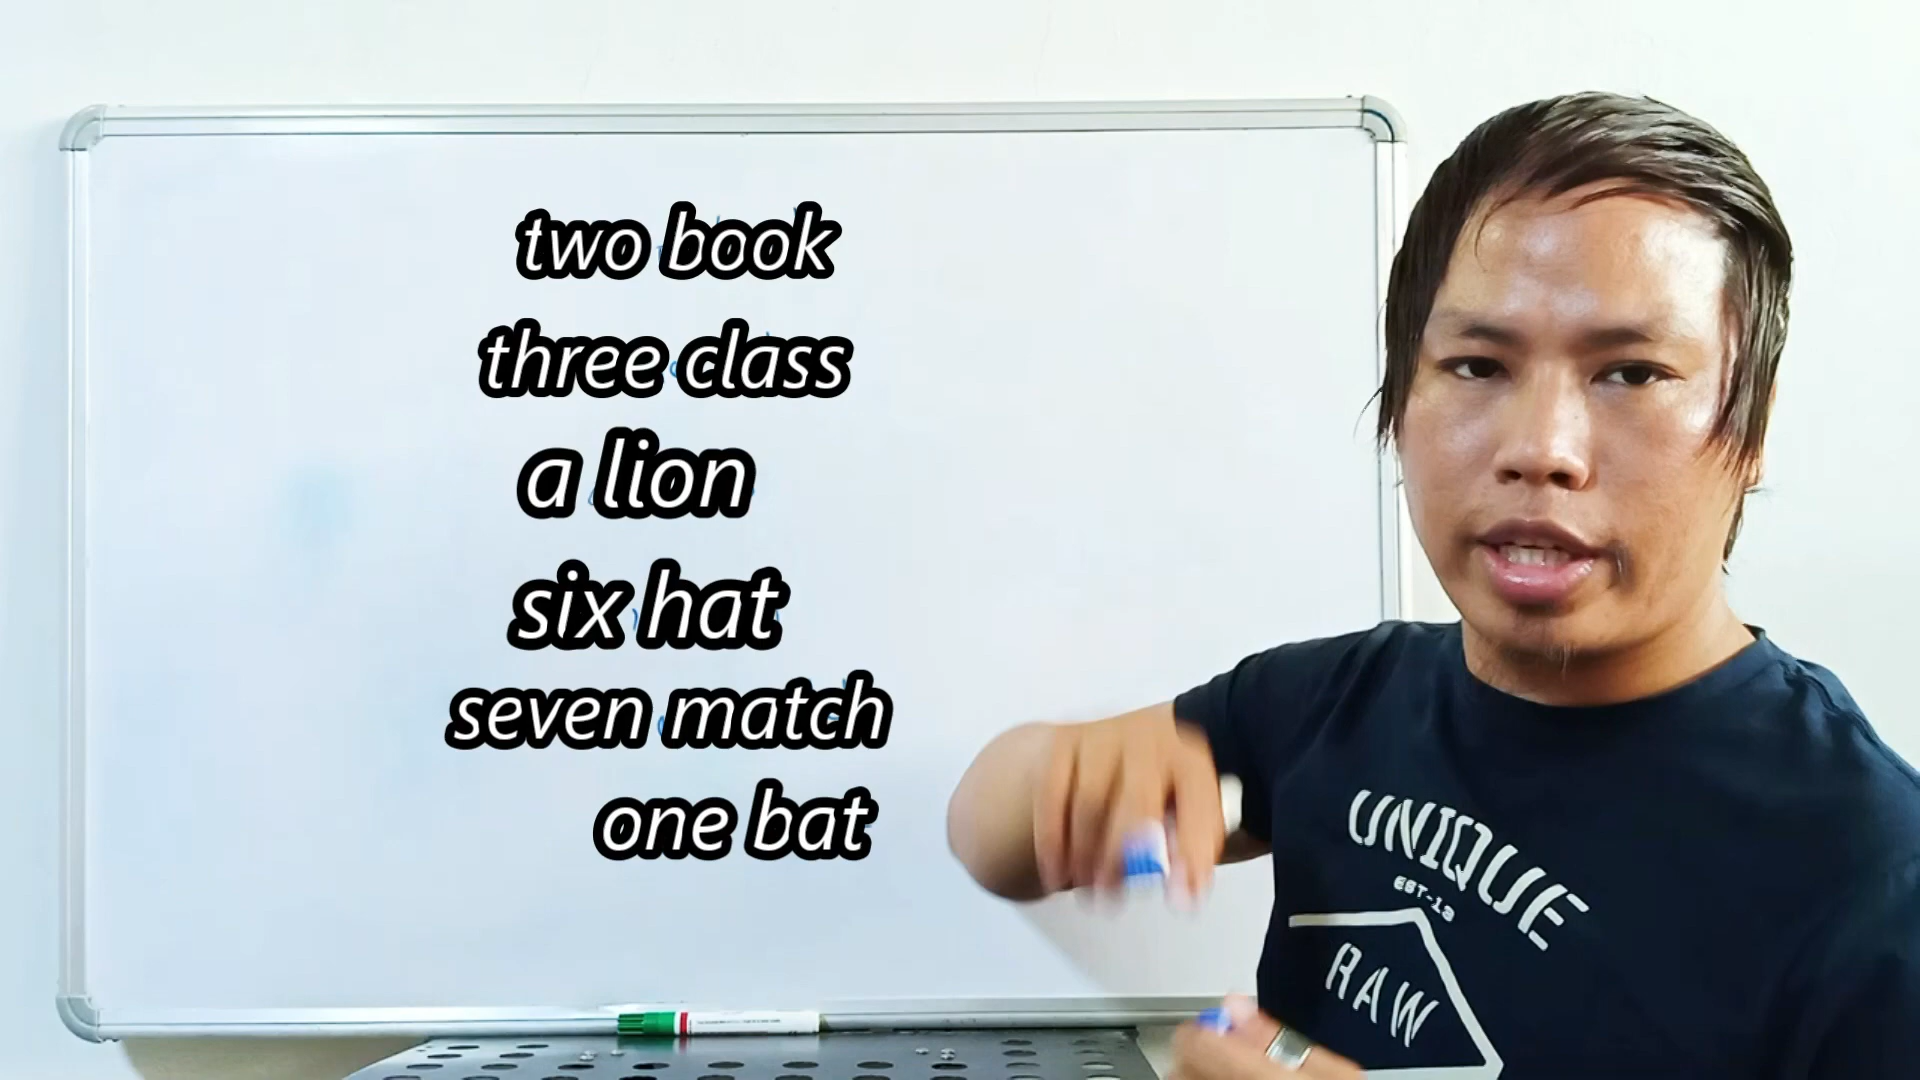 two book
three class
a lion
six hat
seven match
one bat
UNIQUE
EST-13
RAW